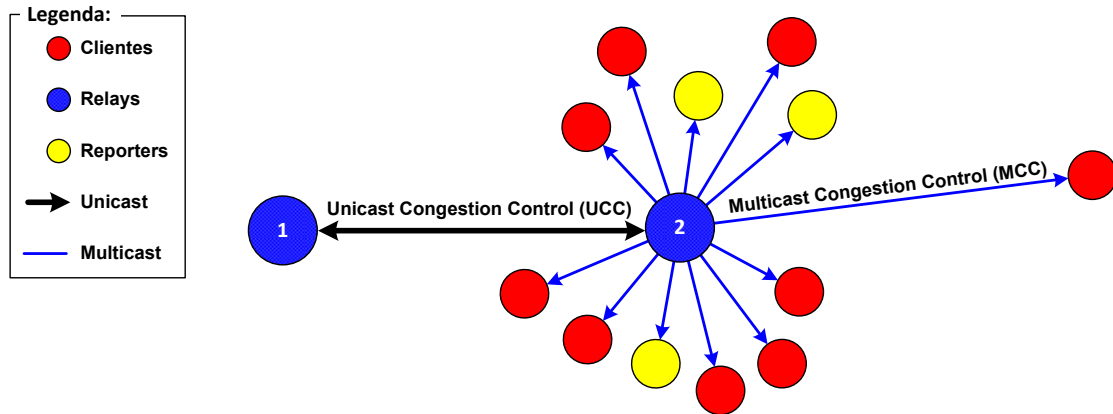 Legenda:
Clientes
Relays
Reporters
Unicast
Multicast
1
Unicast Congestion Control (UCC)
2
Multicast Congestion Control (MCC)